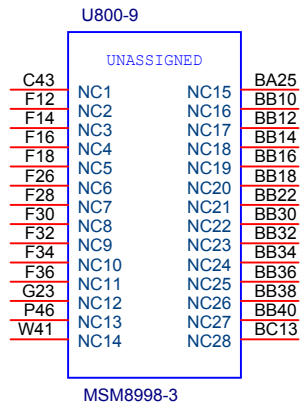 U800-9
UNASSIGNED
C43 NC1 NC15 BA25
F12 NC2 NC16 BB10
F14 NC3 NC17 BB12
F16 NC4 NC18 BB14
F18 NC5 NC19 BB16
F26 NC6 NC20 BB18
F28 NC7 NC21 BB22
F30 NC8 NC22 BB30
F32 NC9 NC23 BB32
F34 NC10 NC24 BB34
F36 NC11 NC25 BB36
G23 NC12 NC26 BB38
P46 NC13 NC27 BB40
W41 NC14 NC28 BC13
MSM8998-3